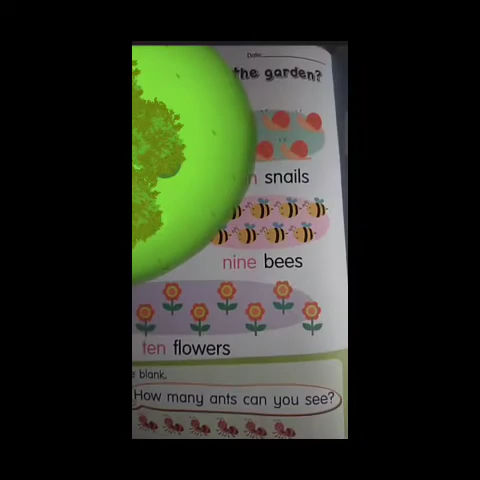 Date:
the garden?
snails
nine bees
ten flowers
blank.
How many ants can you see?